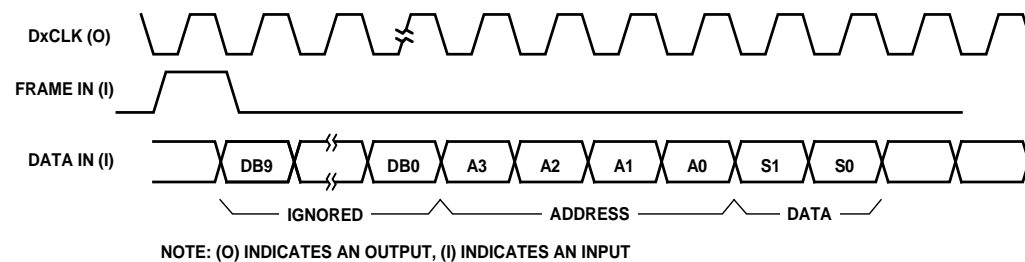 DxCLK (O)
FRAME IN (I)
DATA IN (I) DB9 DB0 A3 A2 A1 A0 S1 S0
IGNORED ADDRESS DATA
NOTE: (O) INDICATES AN OUTPUT, (I) INDICATES AN INPUT